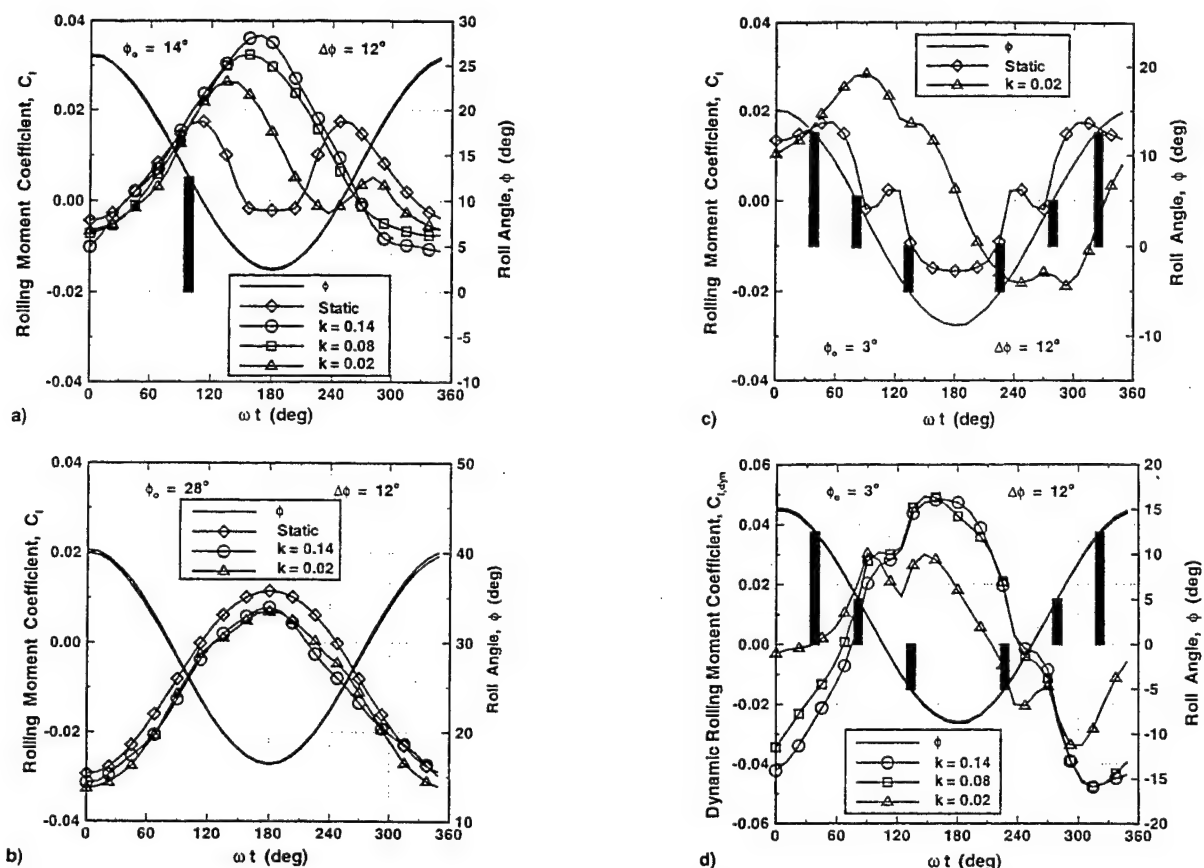 a)
Rolling Moment Coefficient, C_l
0.04
0.02
0.00
-0.02
-0.04
ϕ_o = 14°
Δϕ = 12°
ϕ
Static
k = 0.14
k = 0.08
k = 0.02
30
25
20
15
10
5
0
-5
-10
Roll Angle, ϕ (deg)
0 60 120 180 240 300 360
ω t (deg)
c)
Rolling Moment Coefficient, C_l
0.04
0.02
0.00
-0.02
-0.04
ϕ
Static
k = 0.02
ϕ_o = 3°
Δϕ = 12°
20
10
0
-10
Roll Angle, ϕ (deg)
0 60 120 180 240 300 360
ω t (deg)
b)
Rolling Moment Coefficient, C_l
0.04
0.02
0.00
-0.02
-0.04
ϕ_o = 28°
Δϕ = 12°
ϕ
Static
k = 0.14
k = 0.02
50
40
30
20
10
Roll Angle, ϕ (deg)
0 60 120 180 240 300 360
ω t (deg)
d)
Dynamic Rolling Moment Coefficient, C_l,dyn
0.06
0.04
0.02
0.00
-0.02
-0.04
-0.06
ϕ_o = 3°
Δϕ = 12°
ϕ
k = 0.14
k = 0.08
k = 0.02
20
15
10
5
0
-5
-10
-15
-20
Roll Angle, ϕ (deg)
0 60 120 180 240 300 360
ω t (deg)